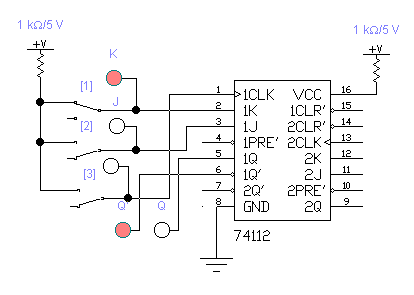 1 kΩ/5 V
1 kΩ/5 V
+V
+V
K
[1]
J
[2]
[3]
Q
Q
1 1CLK VCC 16
2 1K 1CLR' 15
3 1J 2CLR' 14
4 1PRE' 2CLK 13
5 1Q 2K 12
6 1Q' 2J 11
7 2Q' 2PRE' 10
8 GND 2Q 9
74112